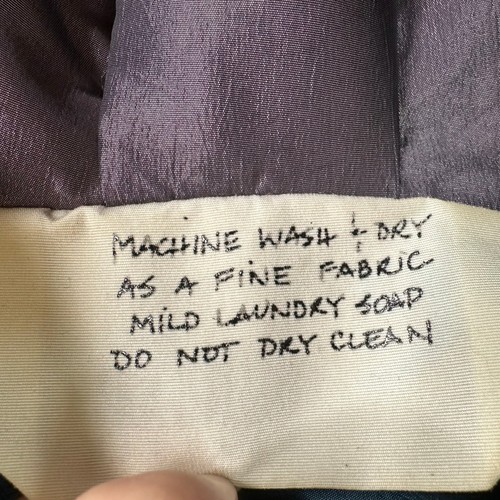 MACHINE WASH & DRY
AS A FINE FABRIC
MILD LAUNDRY SOAP
DO NOT DRY CLEAN